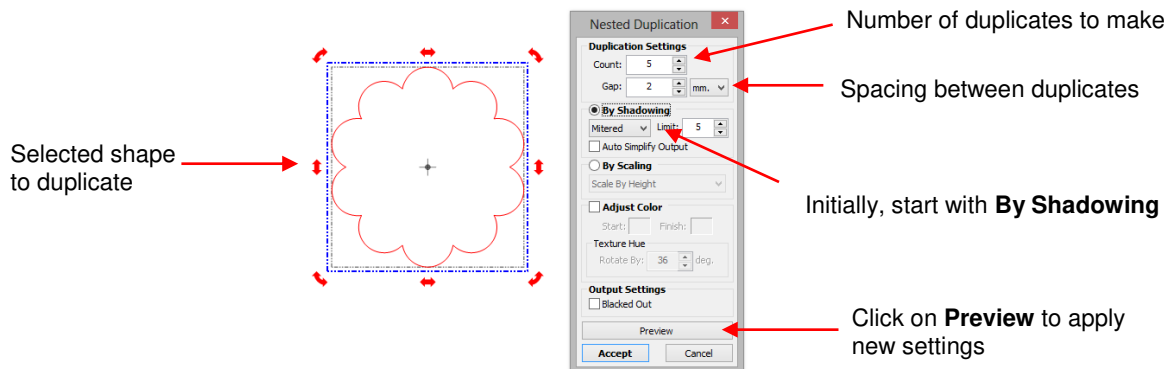 Selected shape
to duplicate
Nested Duplication
Duplication Settings
Count: 5
Gap: 2 mm.
By Shadowing
Mitered Limit: 5
Auto Simplify Output
By Scaling
Scale By Height
Adjust Color
Start: Finish:
Texture Hue
Rotate By: 36 deg.
Output Settings
Blacked Out
Preview
Accept Cancel
Number of duplicates to make
Spacing between duplicates
Initially, start with By Shadowing
Click on Preview to apply
new settings